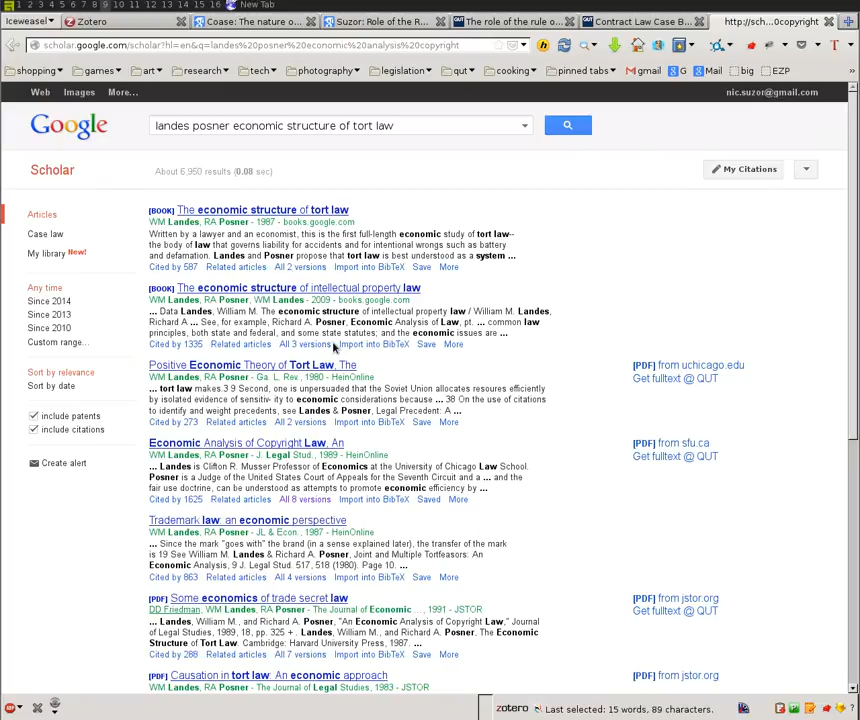 1 2 3 4 5 6 7 8 9 10 11 12 13 14 15 16 New Tab
Iceweasel Zotero Coase: The nature o... Suzor: Role of the R... The role of the rule o... Contract Law Case B... http://sch...0copyright
scholar.google.com/scholar?hl=en&q=landes%20posner%20economic%20analysis%20copyright
shopping games art research tech photography legislation qut cooking pinned tabs gmail G Mail big EZP
Web Images More... nic.suzor@gmail.com
Google landes posner economic structure of tort law
Scholar About 6,950 results (0.08 sec) My Citations
Articles
Case law
My library New!
Any time
Since 2014
Since 2013
Since 2010
Custom range...
Sort by relevance
Sort by date
include patents
include citations
Create alert
[BOOK] The economic structure of tort law
WM Landes, RA Posner - 1987 - books.google.com
Written by a lawyer and an economist, this is the first full-length economic study of tort law--
the body of law that governs liability for accidents and for intentional wrongs such as battery
and defamation. Landes and Posner propose that tort law is best understood as a system ...
Cited by 587 Related articles All 2 versions Import into BibTeX Save More
[BOOK] The economic structure of intellectual property law
WM Landes, RA Posner, WM Landes - 2009 - books.google.com
... Data Landes, William M. The economic structure of intellectual property law / William M. Landes,
Richard A ... See, for example, Richard A. Posner, Economic Analysis of Law, pt. ... common law
principles, both state and federal, and some state statutes; and the economic issues are ...
Cited by 1335 Related articles All 3 versions Import into BibTeX Save More
Positive Economic Theory of Tort Law, The
WM Landes, RA Posner - Ga. L. Rev., 1980 - HeinOnline
... tort law makes.3 9 Second, one is unpersuaded that the Soviet Union allocates resoures efficiently
by isolated evidence of sensitiv- ity to economic considerations because ... 38 On the use of citations
to identify and weight precedents, see Landes & Posner, Legal Precedent: A ...
Cited by 273 Related articles All 2 versions Import into BibTeX Save More
[PDF] from uchicago.edu
Get fulltext @ QUT
Economic Analysis of Copyright Law, An
WM Landes, RA Posner - J. Legal Stud., 1989 - HeinOnline
... Landes is Clifton R. Musser Professor of Economics at the University of Chicago Law School.
Posner is a Judge of the United States Court of Appeals for the Seventh Circuit and a ... and the
fair use doctrine, can be understood as attempts to promote economic efficiency by ...
Cited by 1625 Related articles All 8 versions Import into BibTeX Saved More
[PDF] from sfu.ca
Get fulltext @ QUT
Trademark law: an economic perspective
WM Landes, RA Posner - JL & Econ., 1987 - HeinOnline
... Since the mark "goes with" the brand (in a sense explained later), the transfer of the mark
is 19 See William M. Landes & Richard A. Posner, Joint and Multiple Tortfeasors: An
Economic Analysis, 9 J. Legal Stud. 517, 518 (1980). Page 10. ...
Cited by 863 Related articles All 4 versions Import into BibTeX Save More
[PDF] Some economics of trade secret law
DD Friedman, WM Landes, RA Posner - The Journal of Economic ..., 1991 - JSTOR
... Landes, William M., and Richard A. Posner, "An Economic Analysis of Copyright Law," Journal
of Legal Studies, 1989, 18, pp. 325 + . Landes, William M., and Richard A. Posner, The Economic
Structure of Tort Law. Cambridge: Harvard University Press, 1987. ...
Cited by 288 Related articles All 7 versions Import into BibTeX Save More
[PDF] from jstor.org
Get fulltext @ QUT
[PDF] Causation in tort law: An economic approach
WM Landes, RA Posner - The Journal of Legal Studies, 1983 - JSTOR
[PDF] from jstor.org
zotero Last selected: 15 words, 89 characters.